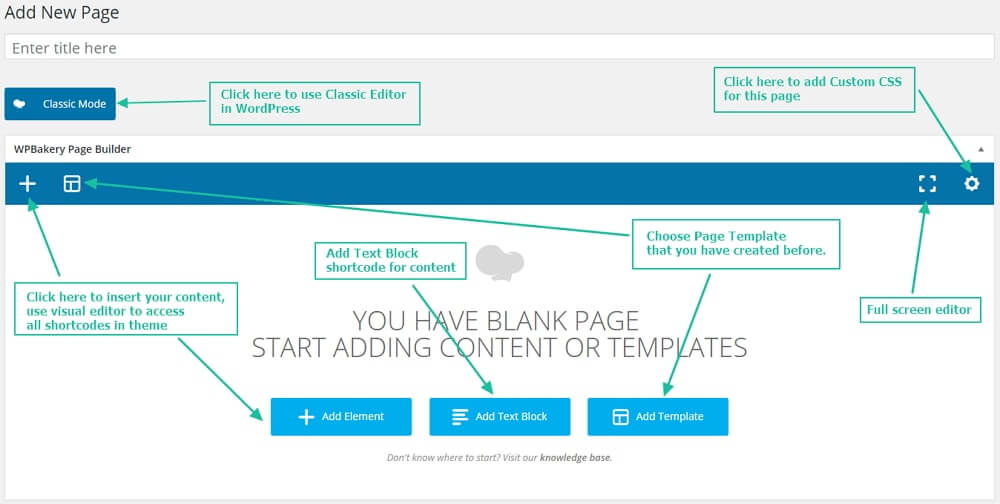 Add New Page
Enter title here
Classic Mode
Click here to use Classic Editor
in WordPress
Click here to add Custom CSS
for this page
WPBakery Page Builder
Add Text Block
shortcode for content
Choose Page Template
that you have created before.
Click here to insert your content,
use visual editor to access
all shortcodes in theme
Full screen editor
YOU HAVE BLANK PAGE
START ADDING CONTENT OR TEMPLATES
Add Element
Add Text Block
Add Template
Don't know where to start? Visit our knowledge base.